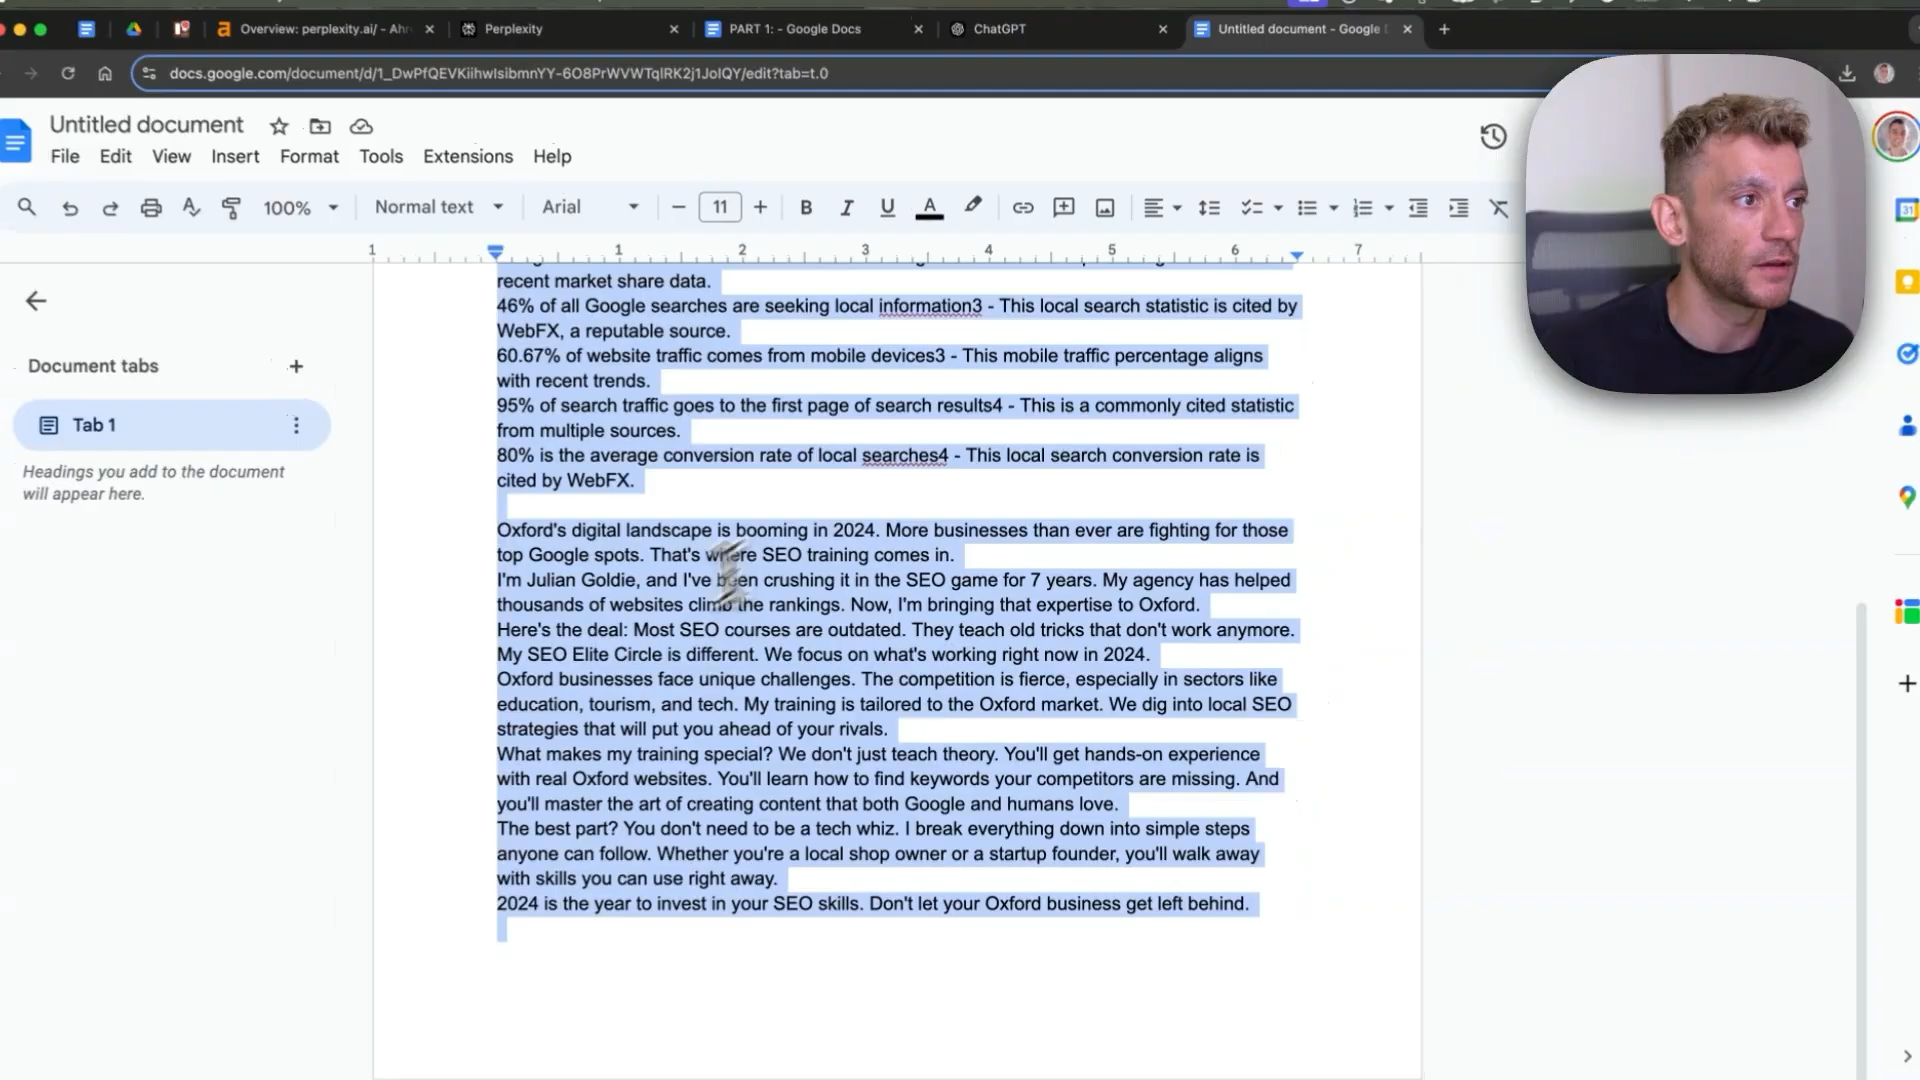 Overview: perplexity.ai/ - Ahr
Perplexity
PART 1: - Google Docs
ChatGPT
Untitled document - Google
docs.google.com/document/d/1_DwPfQEVKiihwIsibmnYY-6O8PrWVWTqlRK2j1JoIQY/edit?tab=t.0
Untitled document
File Edit View Insert Format Tools Extensions Help
100% Normal text Arial 11
1 1 2 3 4 5 6 7
Document tabs
Tab 1
Headings you add to the document
will appear here.
recent market share data.
46% of all Google searches are seeking local information3 - This local search statistic is cited by
WebFX, a reputable source.
60.67% of website traffic comes from mobile devices3 - This mobile traffic percentage aligns
with recent trends.
95% of search traffic goes to the first page of search results4 - This is a commonly cited statistic
from multiple sources.
80% is the average conversion rate of local searches4 - This local search conversion rate is
cited by WebFX.
Oxford's digital landscape is booming in 2024. More businesses than ever are fighting for those
top Google spots. That's where SEO training comes in.
I'm Julian Goldie, and I've been crushing it in the SEO game for 7 years. My agency has helped
thousands of websites climb the rankings. Now, I'm bringing that expertise to Oxford.
Here's the deal: Most SEO courses are outdated. They teach old tricks that don't work anymore.
My SEO Elite Circle is different. We focus on what's working right now in 2024.
Oxford businesses face unique challenges. The competition is fierce, especially in sectors like
education, tourism, and tech. My training is tailored to the Oxford market. We dig into local SEO
strategies that will put you ahead of your rivals.
What makes my training special? We don't just teach theory. You'll get hands-on experience
with real Oxford websites. You'll learn how to find keywords your competitors are missing. And
you'll master the art of creating content that both Google and humans love.
The best part? You don't need to be a tech whiz. I break everything down into simple steps
anyone can follow. Whether you're a local shop owner or a startup founder, you'll walk away
with skills you can use right away.
2024 is the year to invest in your SEO skills. Don't let your Oxford business get left behind.